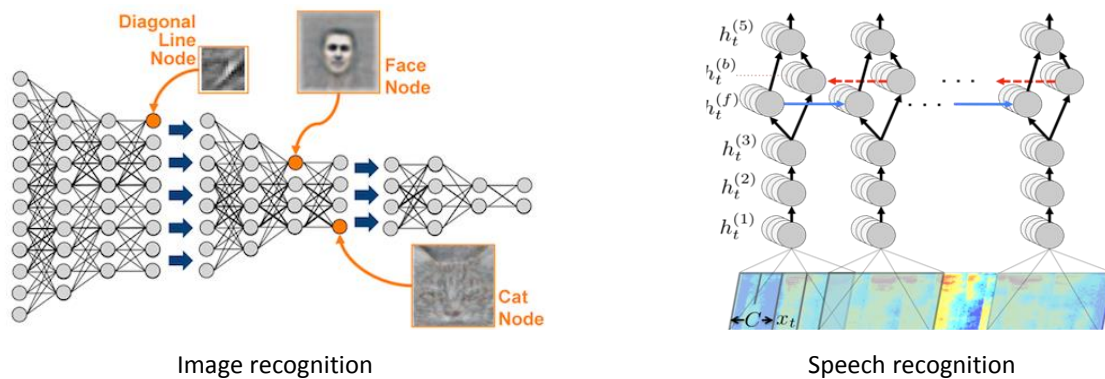 Diagonal
Line
Node
Face
Node
Cat
Node
Image recognition
h_t^{(5)}
h_t^{(b)}
h_t^{(f)}
h_t^{(3)}
h_t^{(2)}
h_t^{(1)}
. . .
. . .
C x_t
Speech recognition